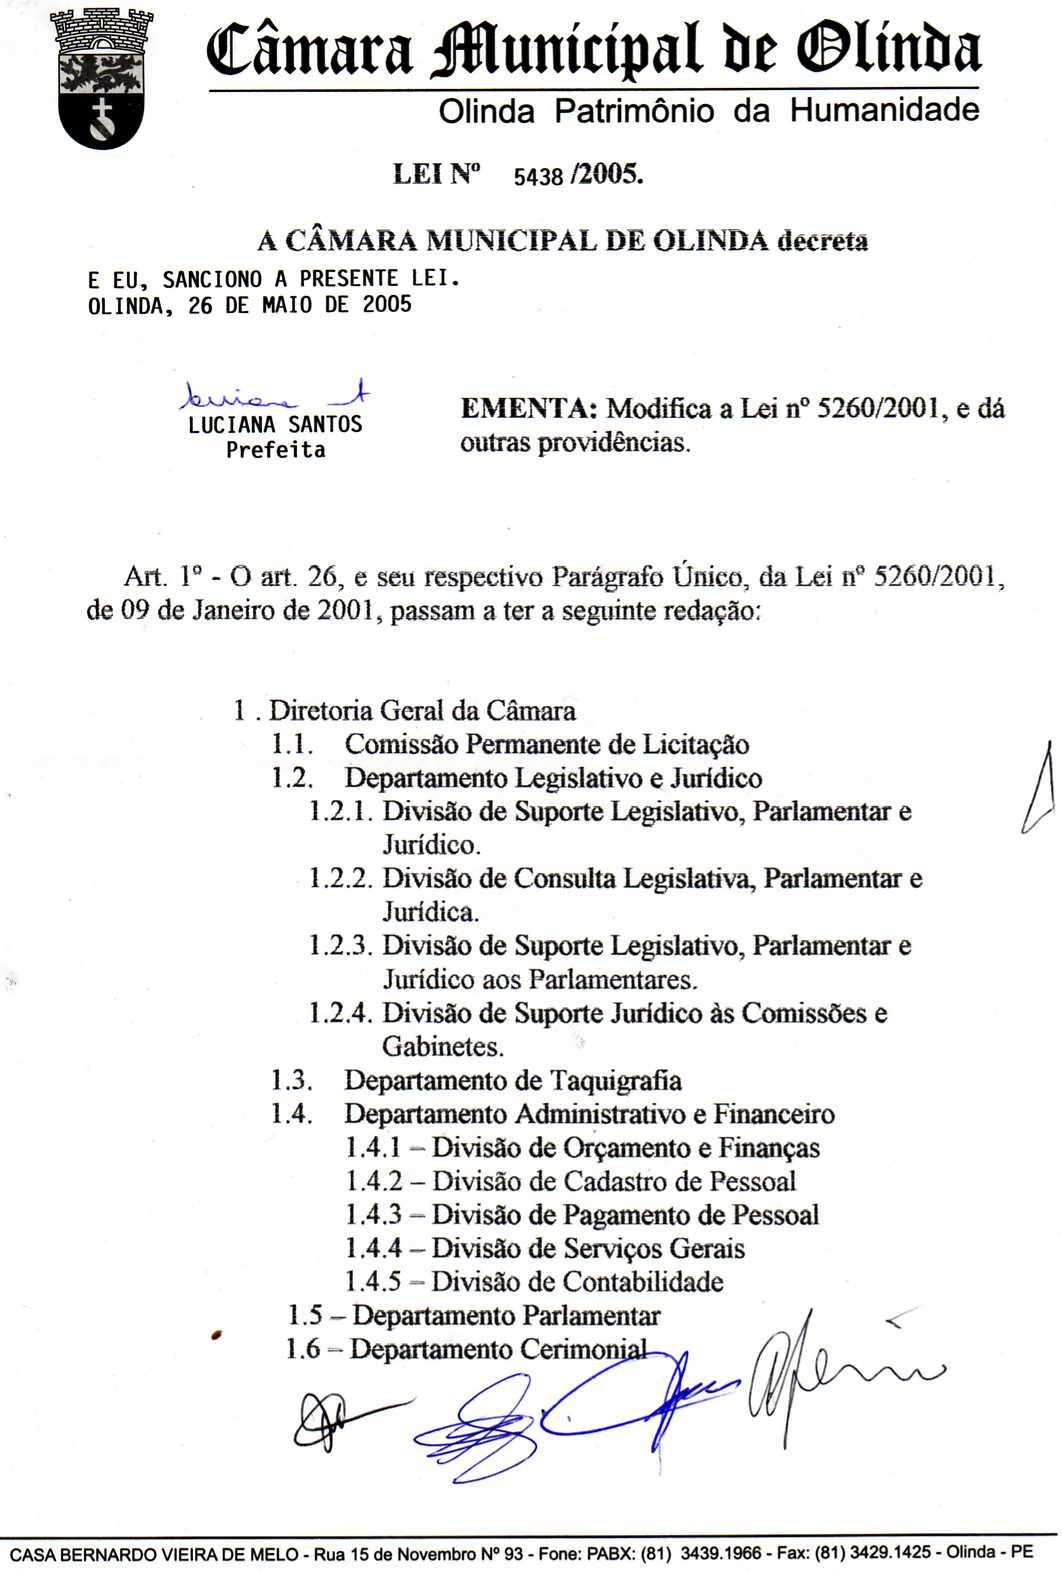 Câmara Municipal de Olinda
Olinda Patrimônio da Humanidade
LEI Nº 5438 /2005.
A CÂMARA MUNICIPAL DE OLINDA decreta
E EU, SANCIONO A PRESENTE LEI.
OLINDA, 26 DE MAIO DE 2005
LUCIANA SANTOS
Prefeita
EMENTA: Modifica a Lei nº 5260/2001, e dá
outras providências.
Art. 1º - O art. 26, e seu respectivo Parágrafo Único, da Lei nº 5260/2001,
de 09 de Janeiro de 2001, passam a ter a seguinte redação:
1 . Diretoria Geral da Câmara
1.1. Comissão Permanente de Licitação
1.2. Departamento Legislativo e Jurídico
1.2.1. Divisão de Suporte Legislativo, Parlamentar e
Jurídico.
1.2.2. Divisão de Consulta Legislativa, Parlamentar e
Jurídica.
1.2.3. Divisão de Suporte Legislativo, Parlamentar e
Jurídico aos Parlamentares.
1.2.4. Divisão de Suporte Jurídico às Comissões e
Gabinetes.
1.3. Departamento de Taquigrafia
1.4. Departamento Administrativo e Financeiro
1.4.1 – Divisão de Orçamento e Finanças
1.4.2 – Divisão de Cadastro de Pessoal
1.4.3 – Divisão de Pagamento de Pessoal
1.4.4 – Divisão de Serviços Gerais
1.4.5 – Divisão de Contabilidade
1.5 – Departamento Parlamentar
1.6 – Departamento Cerimonial
CASA BERNARDO VIEIRA DE MELO - Rua 15 de Novembro Nº 93 - Fone: PABX: (81) 3439.1966 - Fax: (81) 3429.1425 - Olinda - PE